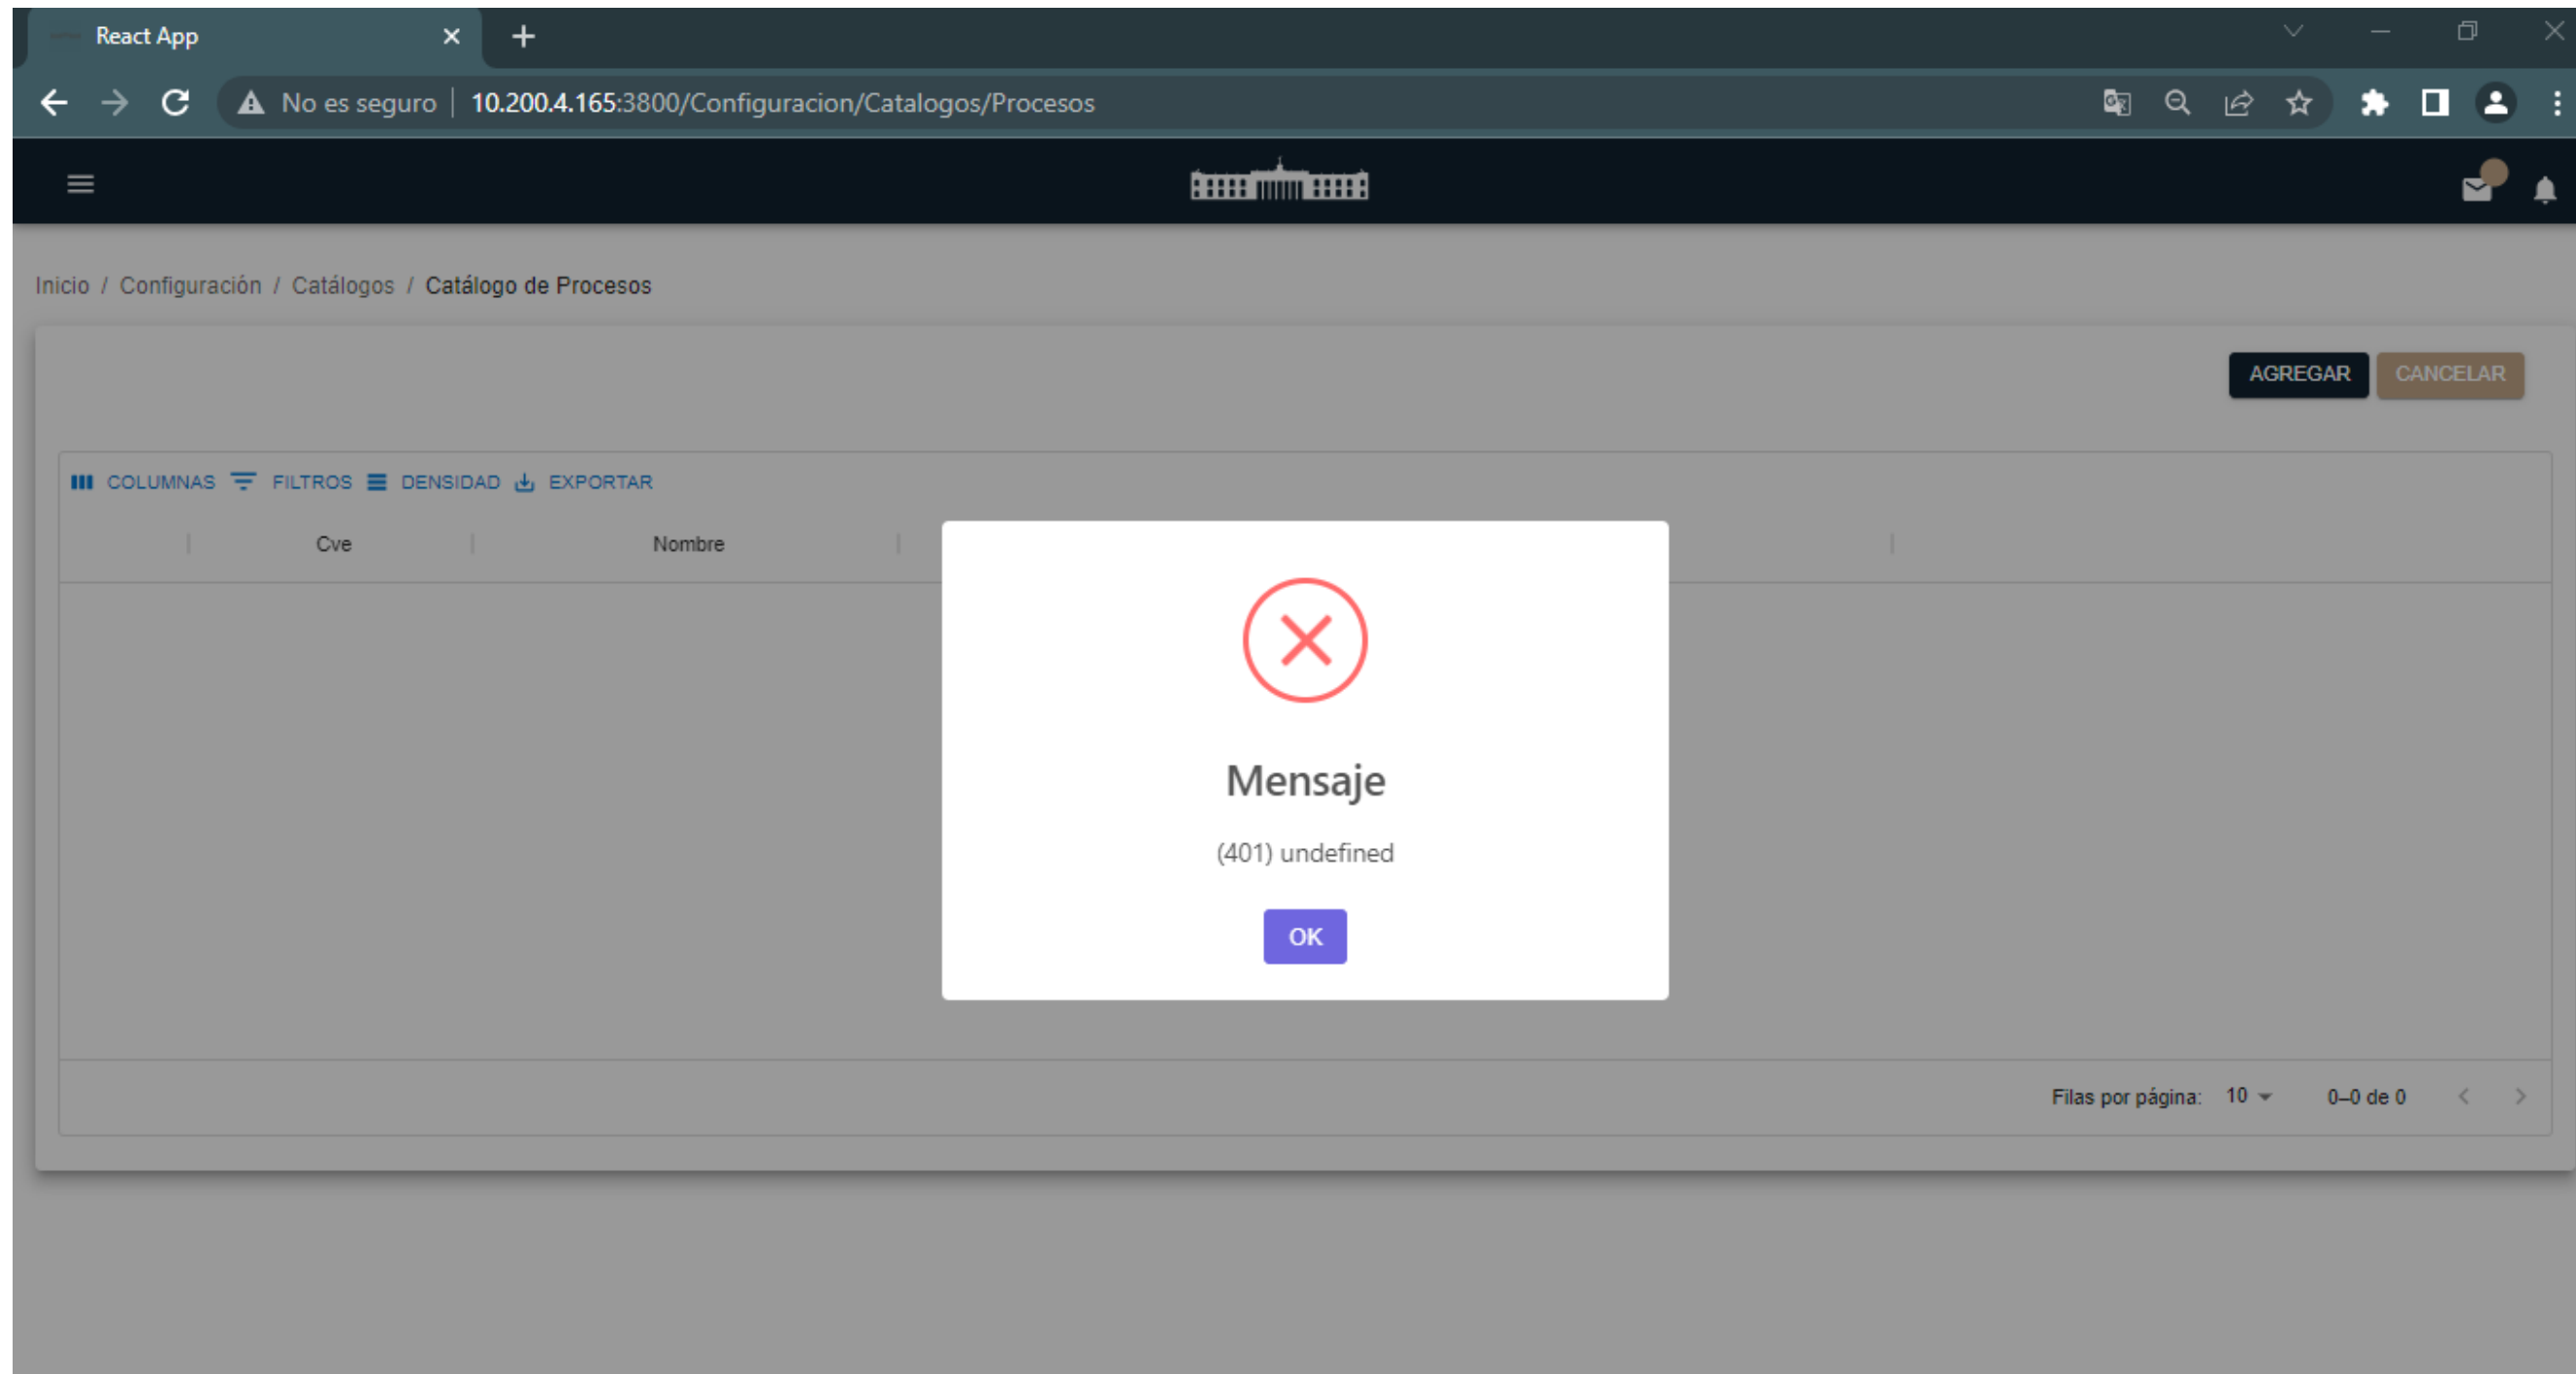 React App
No es seguro | 10.200.4.165:3800/Configuracion/Catalogos/Procesos
Inicio / Configuración / Catálogos / Catálogo de Procesos
AGREGAR CANCELAR
COLUMNAS FILTROS DENSIDAD EXPORTAR
Cve Nombre
Mensaje
(401) undefined
OK
Filas por página: 10 0–0 de 0